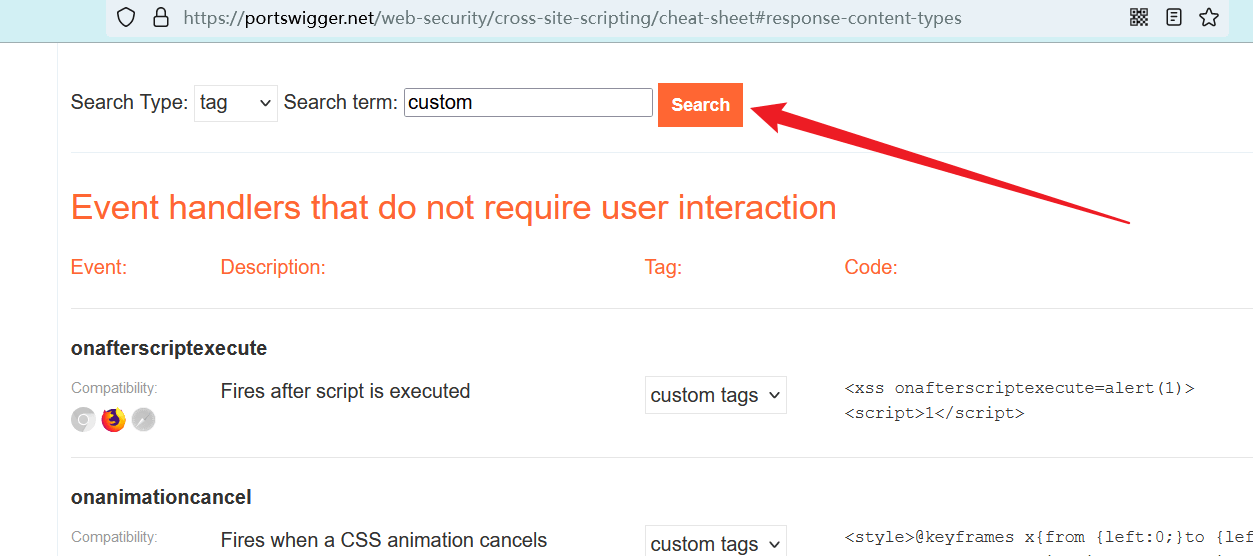 https://portswigger.net/web-security/cross-site-scripting/cheat-sheet#response-content-types
Search Type: tag Search term: custom Search
Event handlers that do not require user interaction
Event: Description: Tag: Code:
onafterscriptexecute
Compatibility: Fires after script is executed custom tags <xss onafterscriptexecute=alert(1)>
<script>1</script>
onanimationcancel
Compatibility: Fires when a CSS animation cancels custom tags <style>@keyframes x{from {left:0;}to {lef